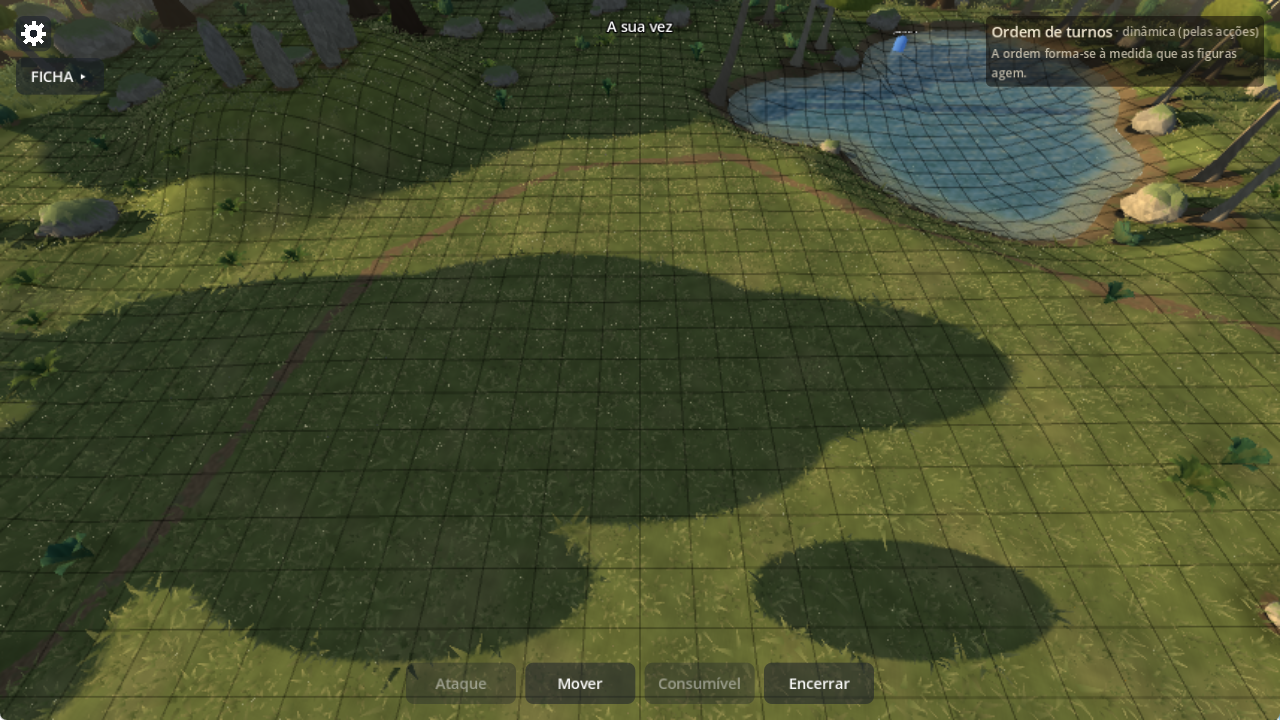 A sua vez
Ordem de turnos · dinâmica (pelas acções)
A ordem forma-se à medida que as figuras
agem.
FICHA ▸
Ataque
Mover
Consumível
Encerrar